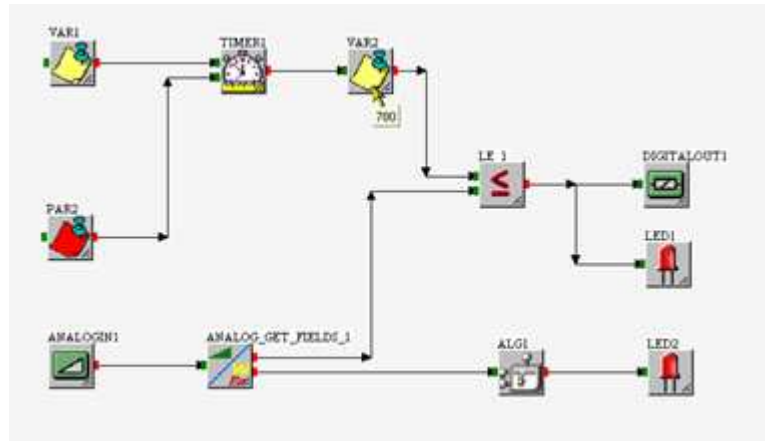 VAR1
TIMER1
VAR2
700
LE_1
DIGITALOUT1
PAR2
LED1
ANALOGIN1
ANALOG_GET_FIELDS_1
ALG1
LED2